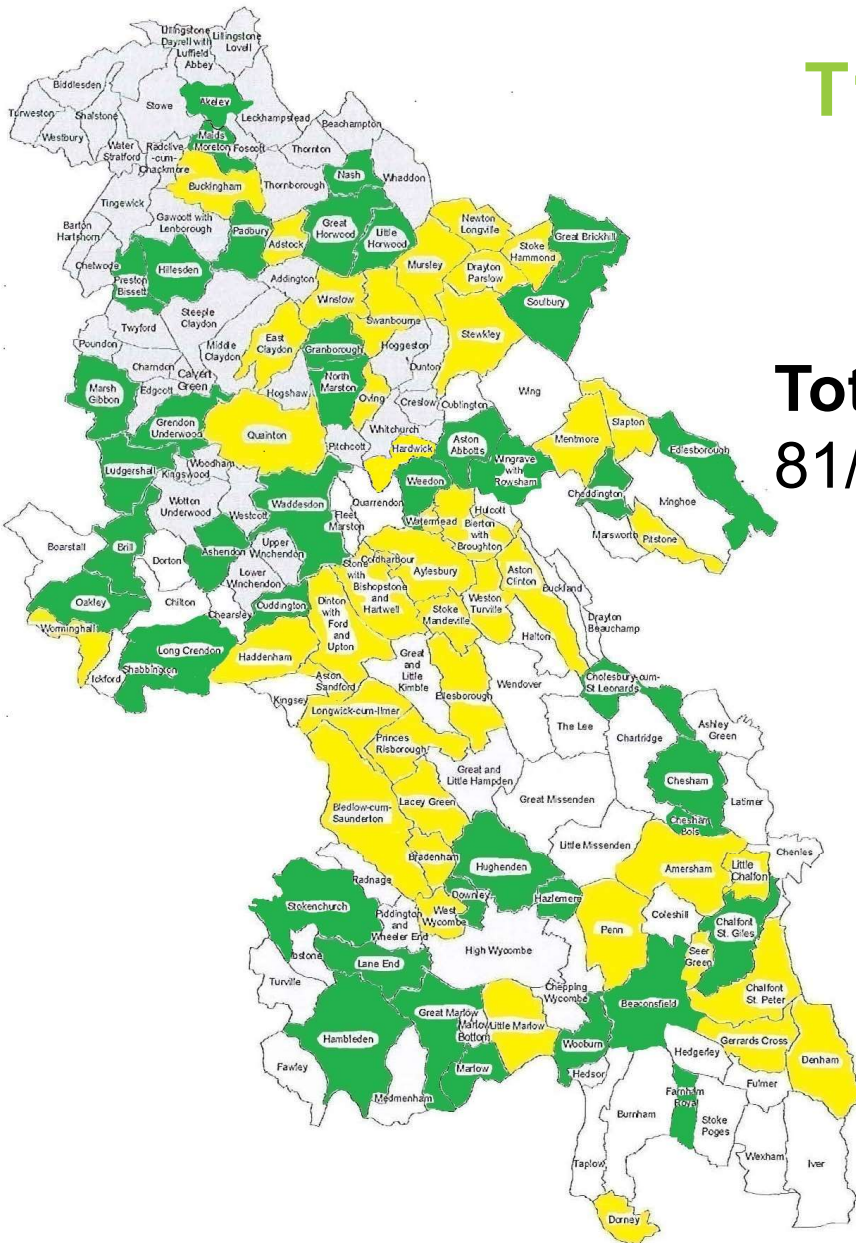 Lillingstone
Dayrell with
Luffield
Abbey
Lillingstone
Lovell
Biddlesden
Akeley
Stowe
Turweston
Shalstone
Leckhampstead
Westbury
Beachampton
Maids
Moreton
Foscott
Water
Stratford
Radclive
-cum-
Chackmore
Thornton
Nash
Whaddon
Buckingham
Thornborough
Tingewick
Gawcott with
Lenborough
Padbury
Great
Horwood
Little
Horwood
Newton
Longville
Barton
Hartshorn
Adstock
Stoke
Hammond
Great Brickhill
Chetwode
Preston
Bissett
Hillesden
Mursley
Drayton
Parslow
Addington
Winslow
Soulbury
Steeple
Claydon
Twyford
Swanbourne
Stewkley
Poundon
Middle
Claydon
East
Claydon
Granborough
Hoggeston
Charndon
Calvert
Green
Dunton
Marsh
Gibbon
Edgcott
Hogshaw
North
Marston
Oving
Creslow
Cublington
Wing
Grendon
Underwood
Quainton
Whitchurch
Slapton
Pitchcott
Hardwick
Aston
Abbotts
Mentmore
Edlesborough
Ludgershall
Woodham
Kingswood
Wingrave
with
Rowsham
Weedon
Cheddington
Ivinghoe
Wotton
Underwood
Waddesdon
Quarrendon
Fleet
Marston
Westcott
Watermead
Hulcott
Bierton
with
Broughton
Marsworth
Pitstone
Boarstall
Brill
Ashendon
Upper
Winchendon
Dorton
Stone
with
Bishopstone
and
Hartwell
Coldharbour
Aylesbury
Aston
Clinton
Buckland
Lower
Winchendon
Oakley
Chilton
Chearsley
Cuddington
Dinton
with
Ford
and
Upton
Stoke
Mandeville
Weston
Turville
Drayton
Beauchamp
Worminghall
Halton
Long Crendon
Haddenham
Shabbington
Ickford
Great
and
Little
Kimble
Aston
Sandford
Ellesborough
Wendover
Cholesbury-cum-
St Leonards
Kingsey
Longwick-cum-Ilmer
The Lee
Chartridge
Ashley
Green
Princes
Risborough
Great and
Little Hampden
Chesham
Lacey Green
Great Missenden
Latimer
Bledlow-cum-
Saunderton
Chesham
Bois
Little Missenden
Chenies
Bradenham
Hughenden
Amersham
Little
Chalfont
Radnage
Downley
Hazlemere
Stokenchurch
Piddington
and
Wheeler End
West
Wycombe
Penn
Coleshill
Chalfont
St. Giles
Ibstone
Lane End
High Wycombe
Seer
Green
Turville
Chepping
Wycombe
Beaconsfield
Chalfont
St. Peter
Great Marlow
Marlow
Bottom
Little Marlow
Hambleden
Wooburn
Gerrards Cross
Denham
Hedgerley
Fawley
Marlow
Hedsor
Fulmer
Medmenham
Farnham
Royal
Burnham
Stoke
Poges
Taplow
Wexham
Iver
Dorney
T
Tot
81/